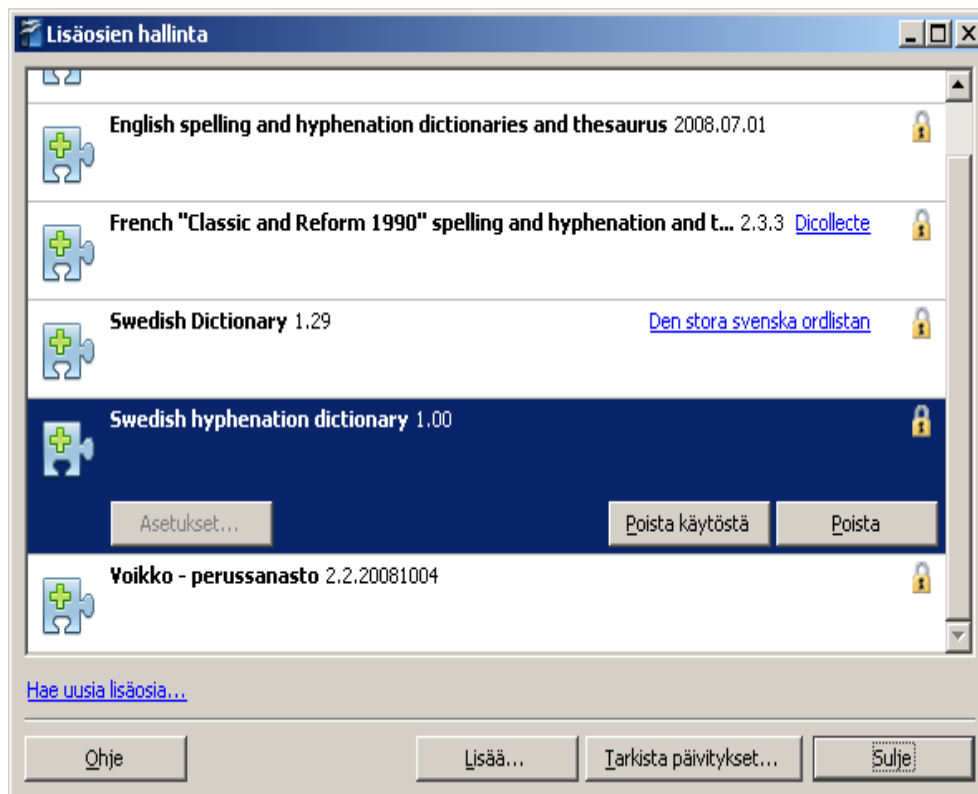 Lisäosien hallinta
English spelling and hyphenation dictionaries and thesaurus 2008.07.01
French "Classic and Reform 1990" spelling and hyphenation and t... 2.3.3 Dicollecte
Swedish Dictionary 1.29 Den stora svenska ordlistan
Swedish hyphenation dictionary 1.00
Asetukset... Poista käytöstä Poista
Voikko - perussanasto 2.2.20081004
Hae uusia lisäosia...
Ohje Lisää... Tarkista päivitykset... Sulje